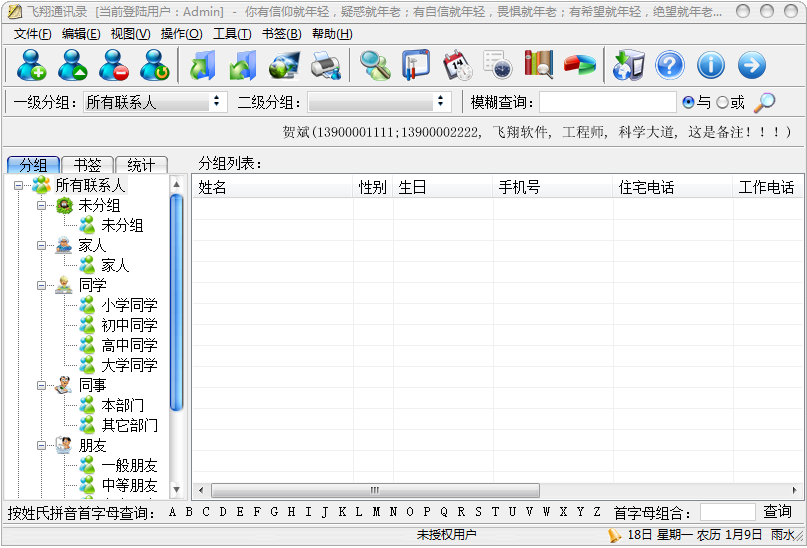 飞翔通讯录 [当前登陆用户：Admin] - 你有信仰就年轻，疑惑就年老；有自信就年轻，畏惧就年老；有希望就年轻，绝望就年老...
文件(F) 编辑(E) 视图(V) 操作(O) 工具(T) 书签(B) 帮助(H)
一级分组： 所有联系人 二级分组： 模糊查询： 与 或
贺斌(13900001111;13900002222, 飞翔软件, 工程师, 科学大道, 这是备注！！！)
分组 书签 统计
所有联系人
未分组
未分组
家人
家人
同学
小学同学
初中同学
高中同学
大学同学
同事
本部门
其它部门
朋友
一般朋友
中等朋友
分组列表：
姓名 性别 生日 手机号 住宅电话 工作电话
按姓氏拼音首字母查询： A B C D E F G H I J K L M N O P Q R S T U V W X Y Z 首字母组合： 查询
未授权用户 18日 星期一 农历 1月9日 雨水